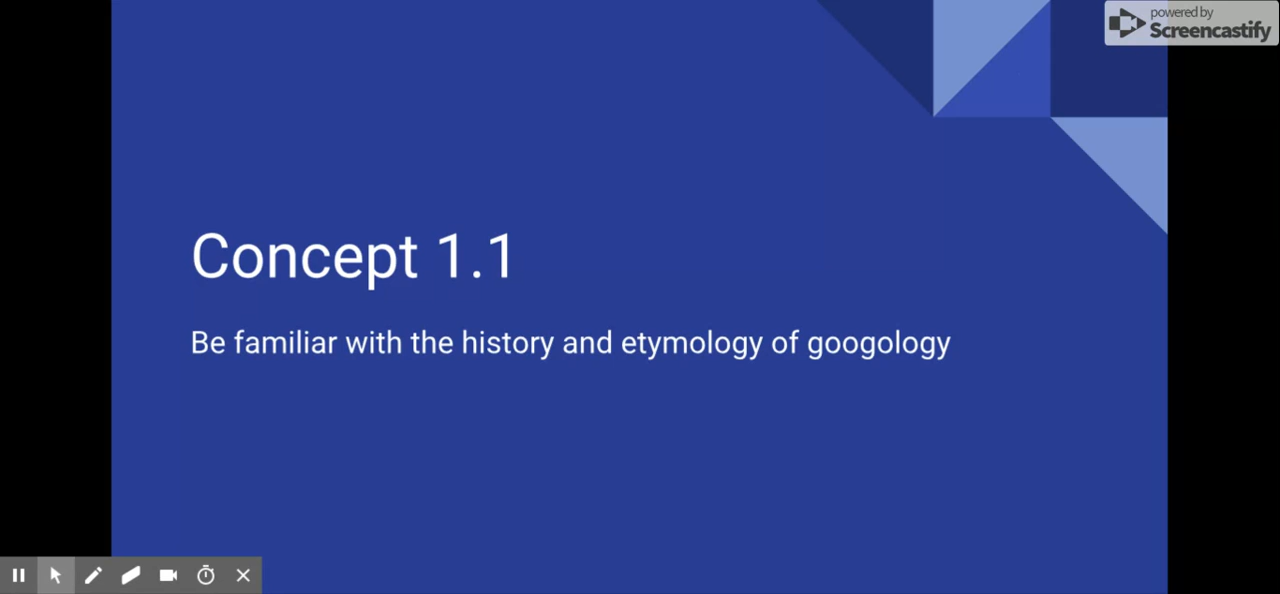 powered by
Screencastify
Concept 1.1
Be familiar with the history and etymology of googology